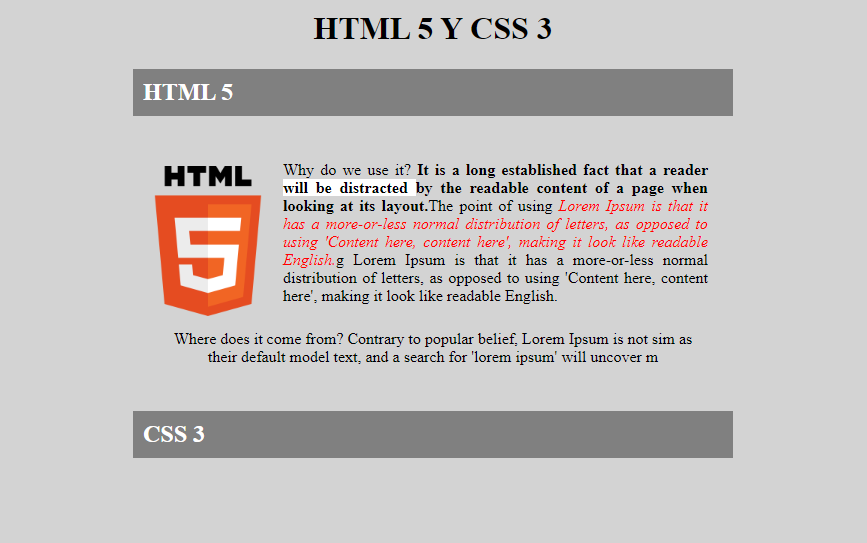 HTML 5 Y CSS 3
HTML 5
HTML
5
Why do we use it? It is a long established fact that a reader
will be distracted by the readable content of a page when
looking at its layout.The point of using Lorem Ipsum is that it
has a more-or-less normal distribution of letters, as opposed to
using 'Content here, content here', making it look like readable
English.g Lorem Ipsum is that it has a more-or-less normal
distribution of letters, as opposed to using 'Content here, content
here', making it look like readable English.
Where does it come from? Contrary to popular belief, Lorem Ipsum is not sim as
their default model text, and a search for 'lorem ipsum' will uncover m
CSS 3